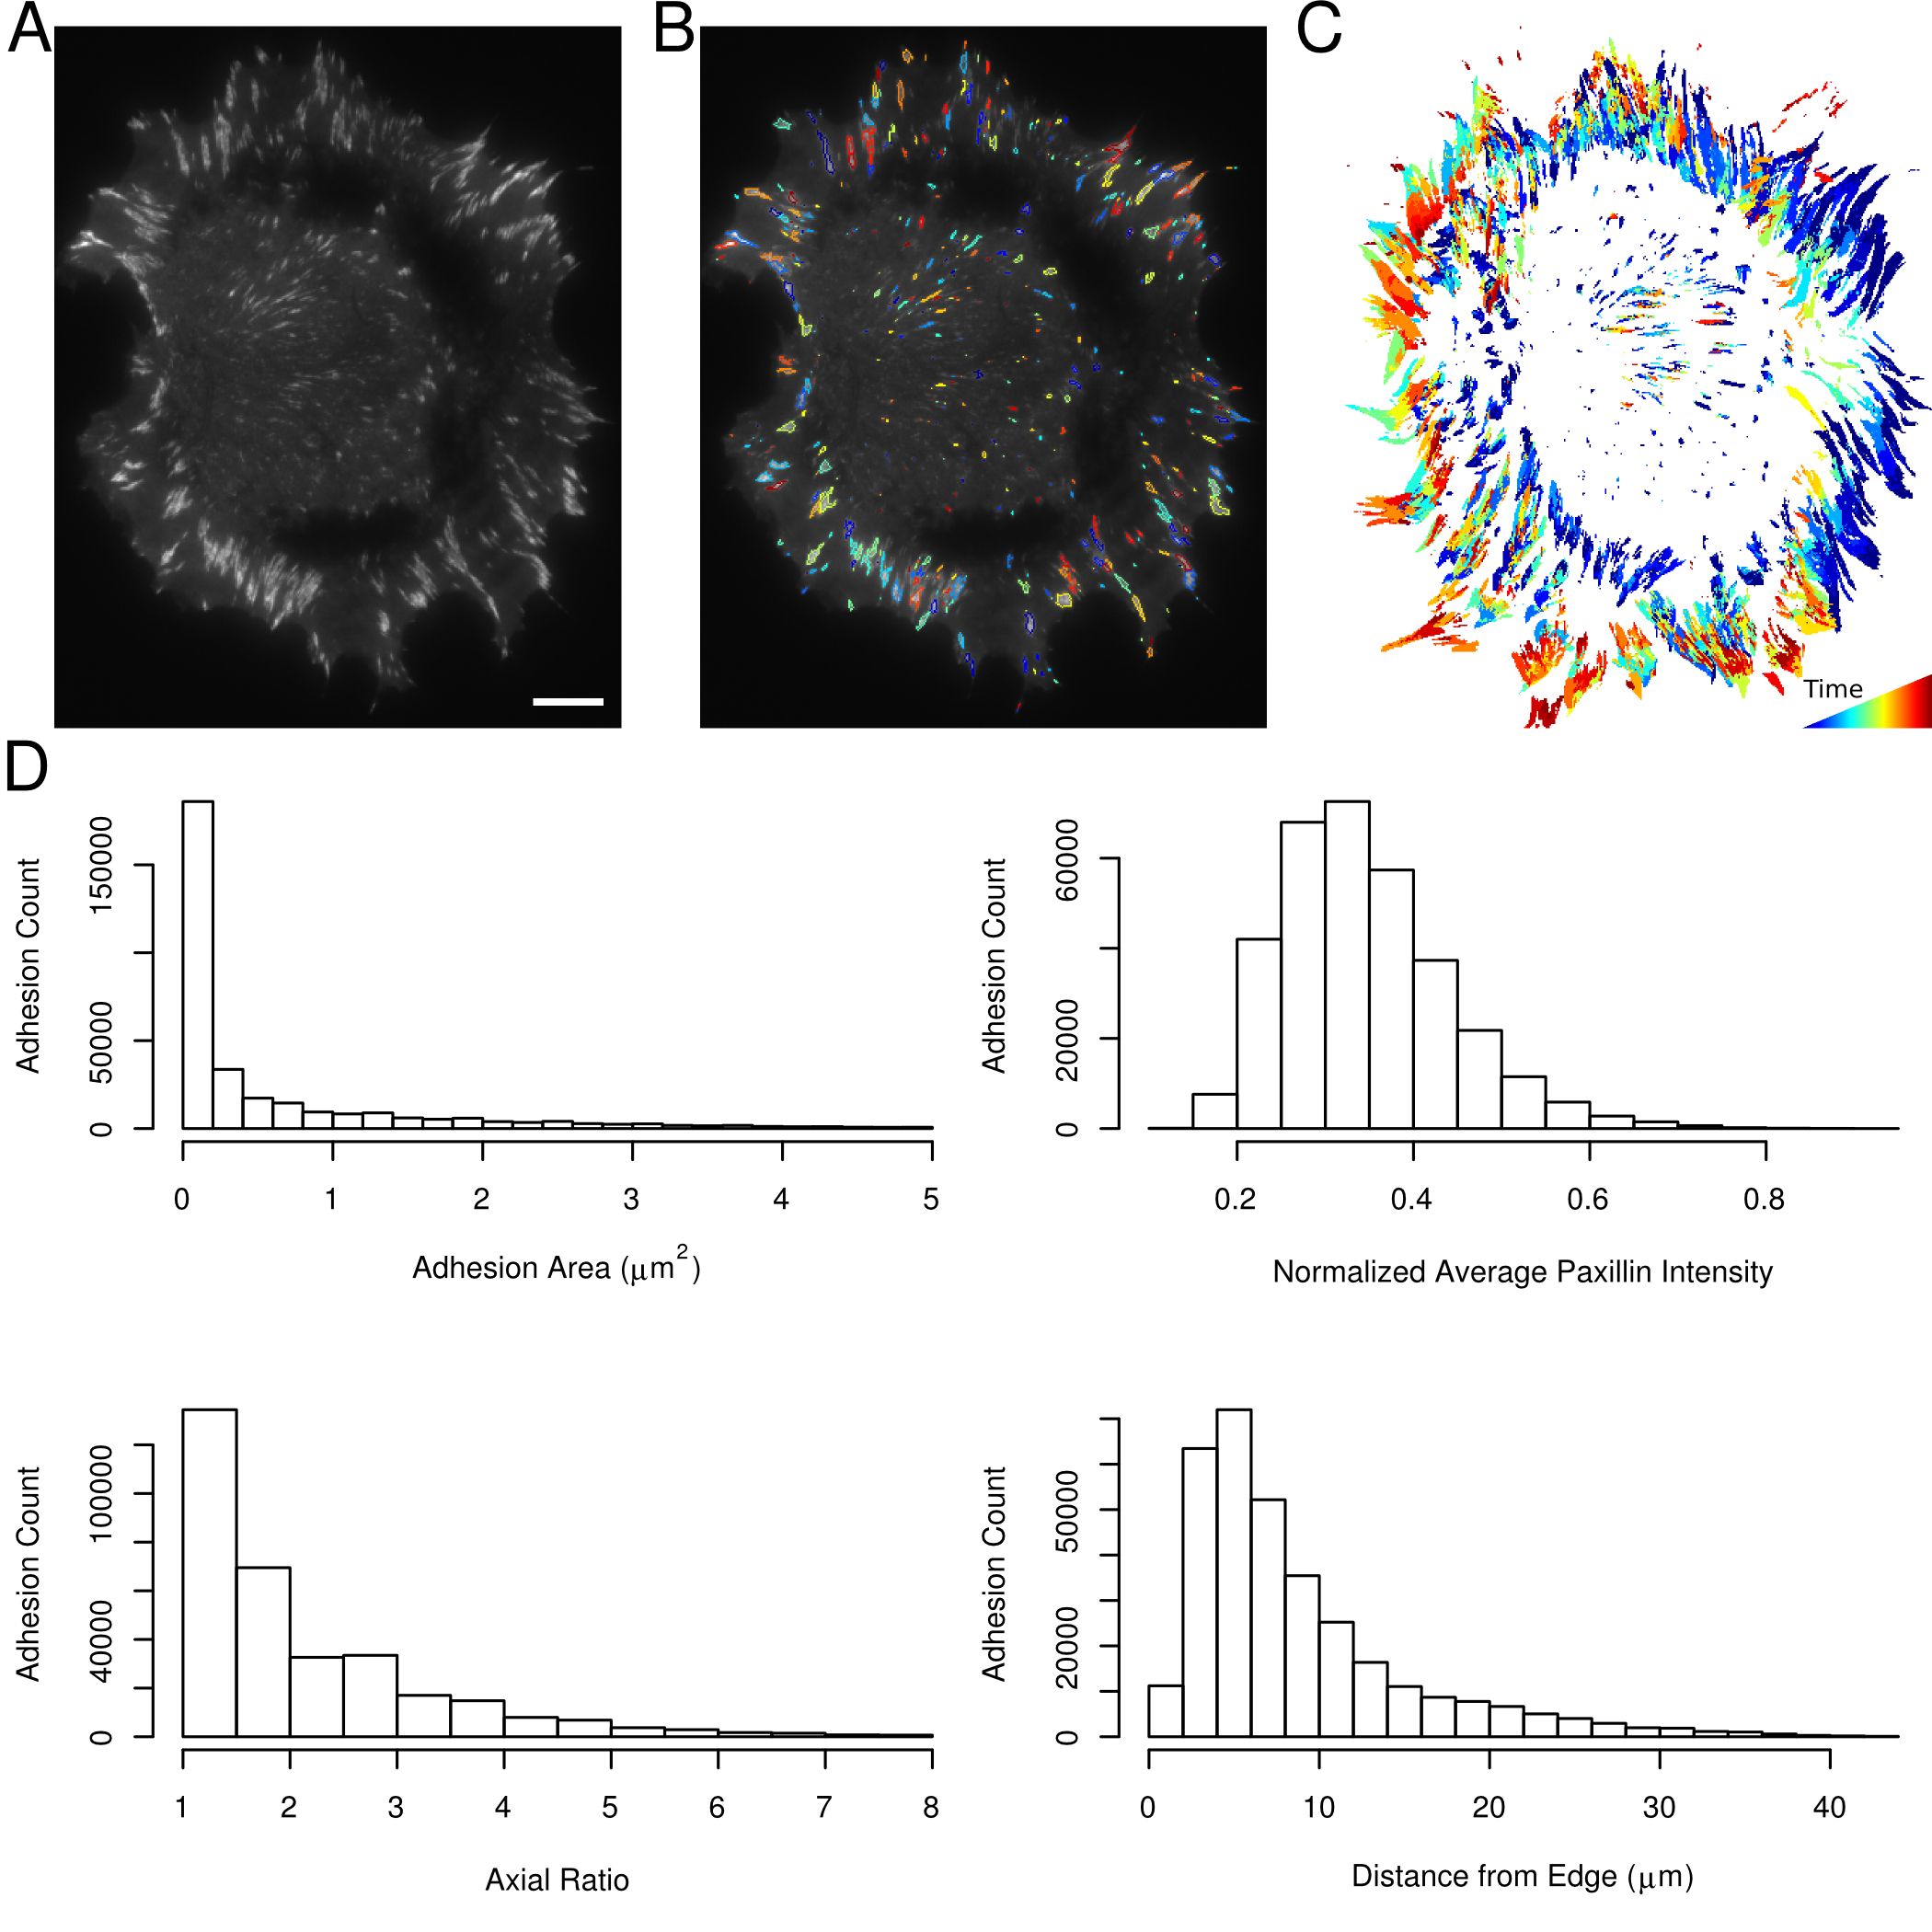 A
B
C
Time
D
Adhesion Count
0
50000
150000
0 1 2 3 4 5
Adhesion Area (μm²)
Adhesion Count
0
20000
60000
0.2 0.4 0.6 0.8
Normalized Average Paxillin Intensity
Adhesion Count
0
40000
100000
1 2 3 4 5 6 7 8
Axial Ratio
Adhesion Count
0
20000
50000
0 10 20 30 40
Distance from Edge (μm)